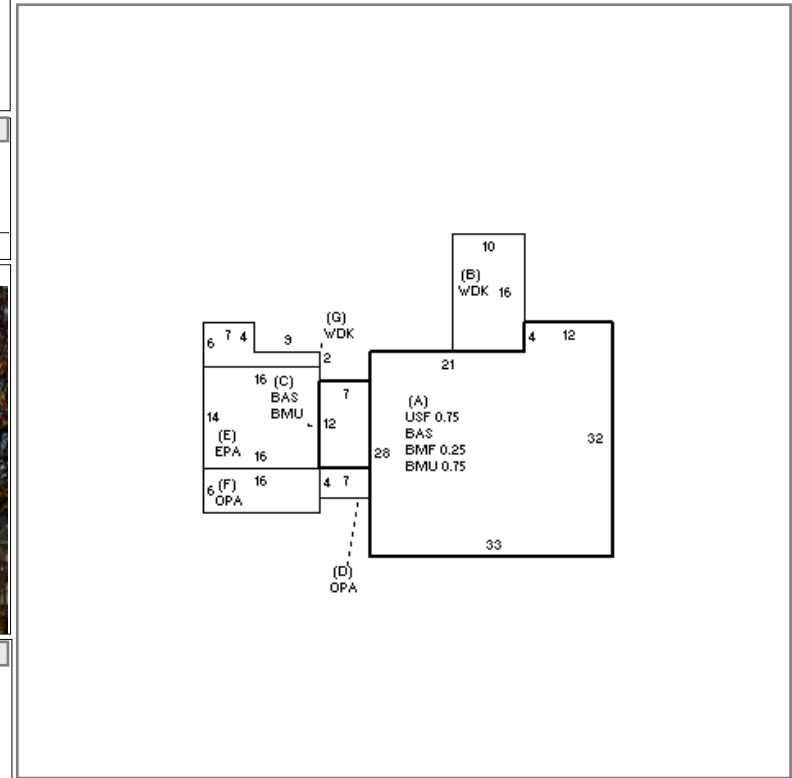 10
(B)
WDK 16
(G)
WDK
6 7 4 9
2
4 12
21
16 (C)
BAS
BMU
7
12
14
(E)
EPA 16
(A)
USF 0.75
BAS
BMF 0.25
BMU 0.75
28
32
6 (F) 16
OPA
4 7
33
(D)
OPA